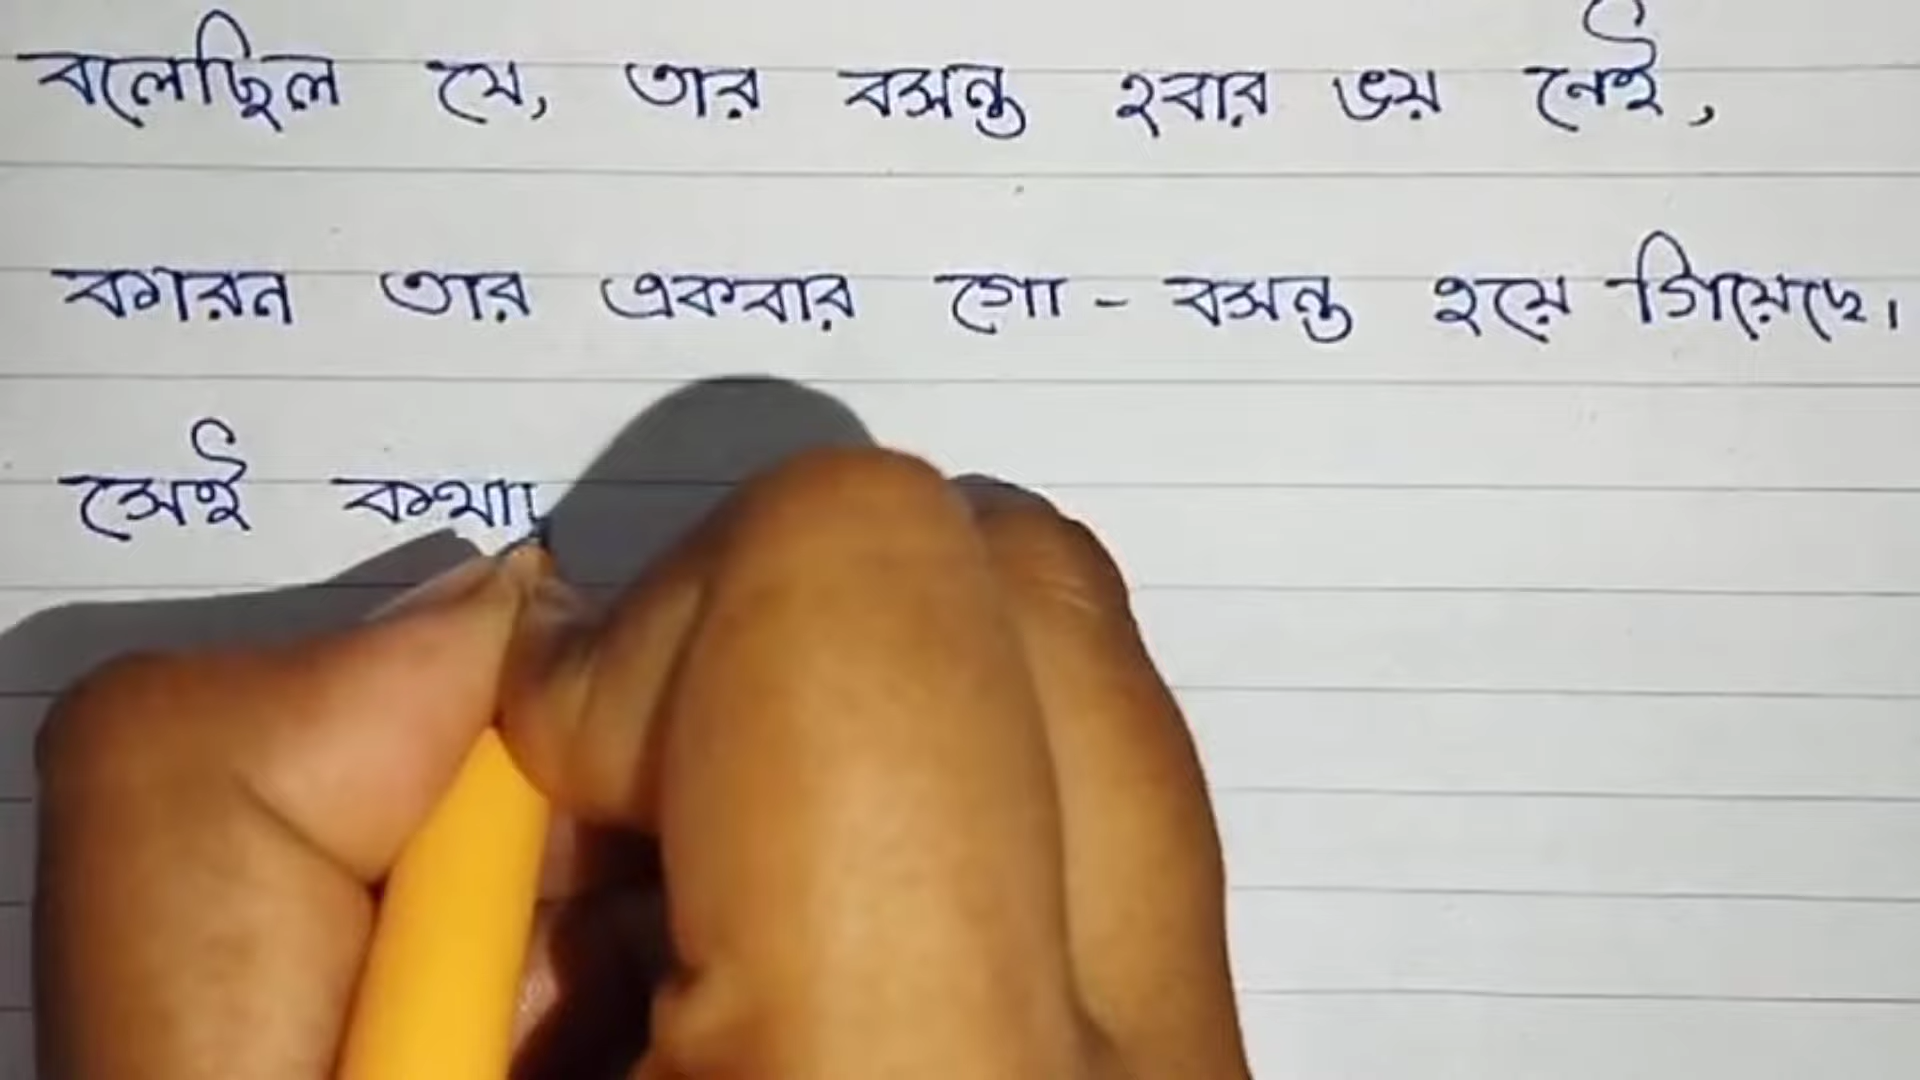 বলেছিল যে, তার বসন্ত হবার ভয় নেই,
কারন তার একবার গো - বসন্ত হয়ে গিয়েছে।
সেই কথা